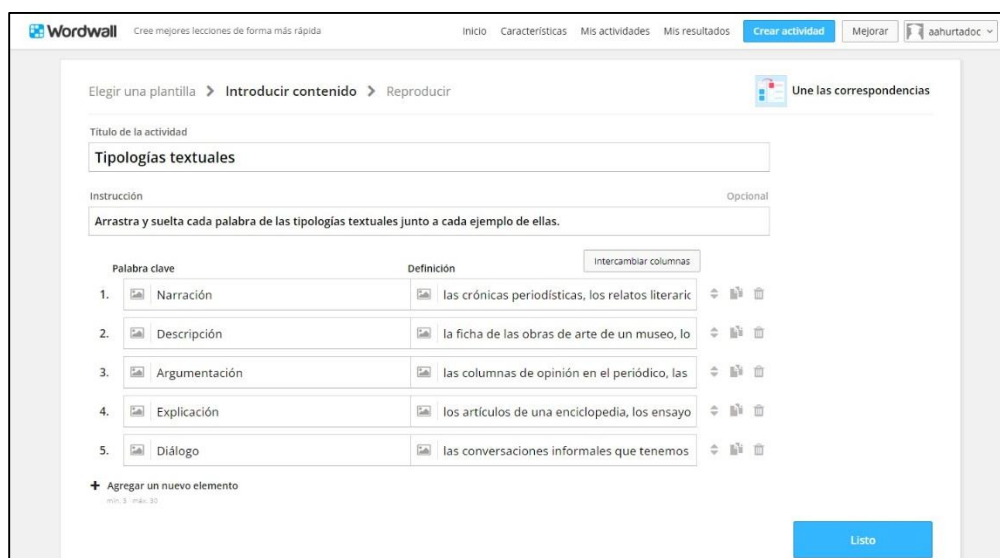 Wordwall Cree mejores lecciones de forma más rápida Inicio Características Mis actividades Mis resultados Crear actividad Mejorar aahurtadoc
Elegir una plantilla > Introducir contenido > Reproducir Une las correspondencias
Título de la actividad
Tipologías textuales
Instrucción Opcional
Arrastra y suelta cada palabra de las tipologías textuales junto a cada ejemplo de ellas.
Palabra clave Definición Intercambiar columnas
1. Narración las crónicas periodísticas, los relatos literaric
2. Descripción la ficha de las obras de arte de un museo, lo
3. Argumentación las columnas de opinión en el periódico, las
4. Explicación los artículos de una enciclopedia, los ensayo
5. Diálogo las conversaciones informales que tenemos
+ Agregar un nuevo elemento
mín. 3 máx. 30
Listo